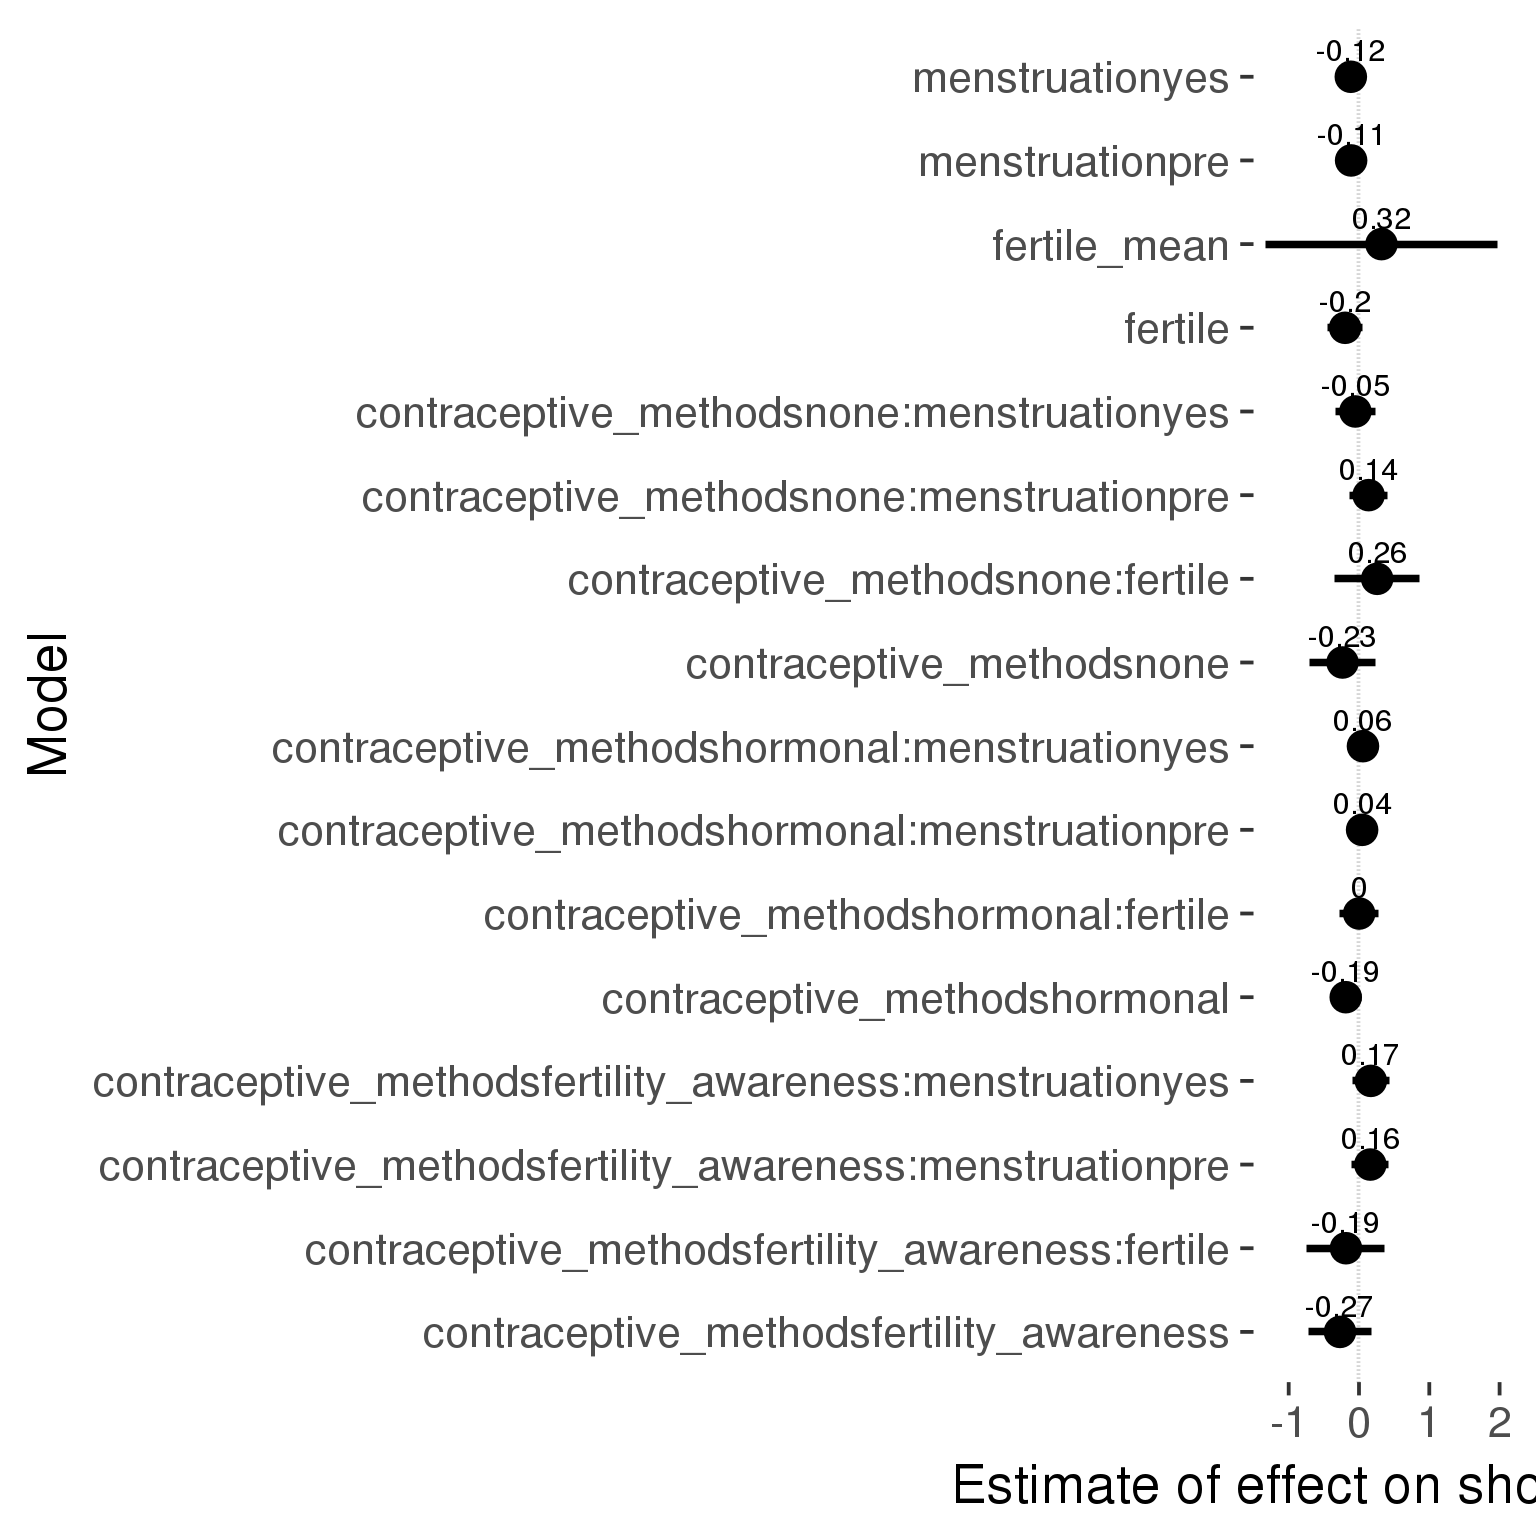 menstruationyes -0.12
menstruationpre -0.11
fertile_mean 0.32
fertile -0.2
contraceptive_methodsnone:menstruationyes -0.05
contraceptive_methodsnone:menstruationpre 0.14
contraceptive_methodsnone:fertile 0.26
contraceptive_methodsnone -0.23
contraceptive_methodshormonal:menstruationyes 0.06
contraceptive_methodshormonal:menstruationpre 0.04
contraceptive_methodshormonal:fertile 0
contraceptive_methodshormonal -0.19
contraceptive_methodsfertility_awareness:menstruationyes 0.17
contraceptive_methodsfertility_awareness:menstruationpre 0.16
contraceptive_methodsfertility_awareness:fertile -0.19
contraceptive_methodsfertility_awareness -0.27
Model
-1 0 1 2
Estimate of effect on